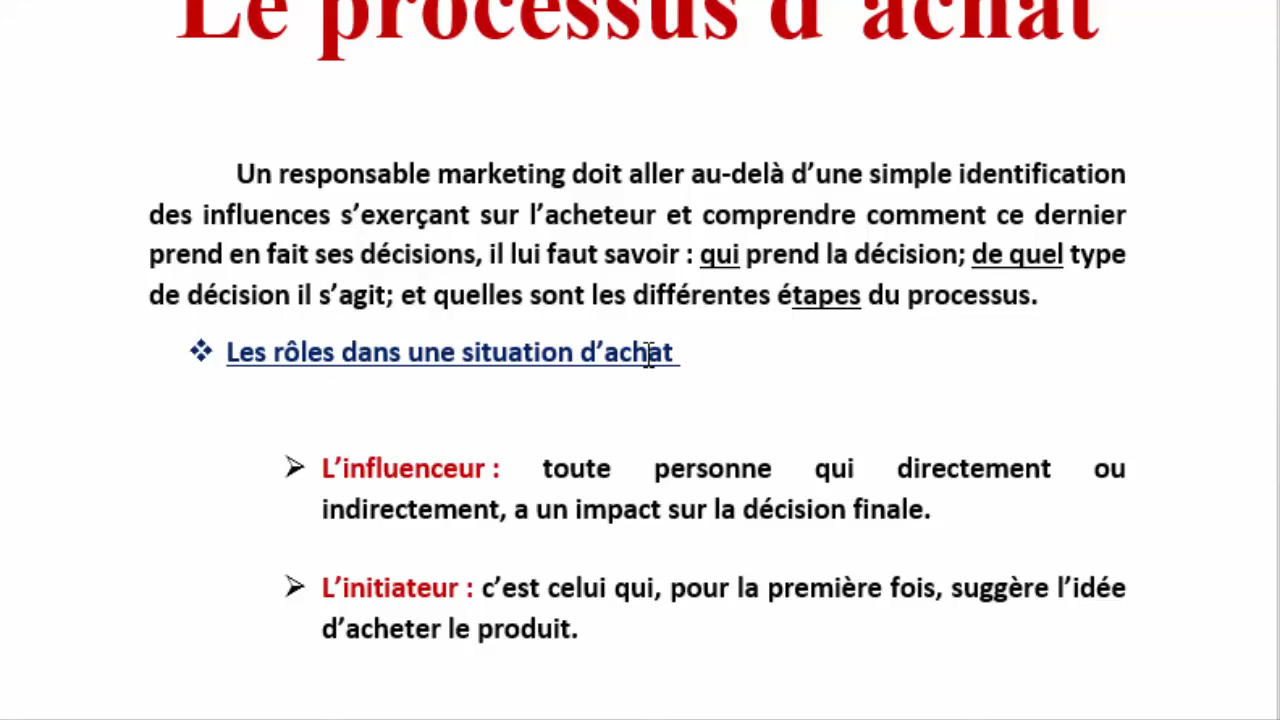 Le processus d'achat
Un responsable marketing doit aller au-delà d'une simple identification
des influences s'exerçant sur l'acheteur et comprendre comment ce dernier
prend en fait ses décisions, il lui faut savoir : qui prend la décision; de quel type
de décision il s'agit; et quelles sont les différentes étapes du processus.
❖ Les rôles dans une situation d'achat
➢ L'influenceur : toute personne qui directement ou
indirectement, a un impact sur la décision finale.
➢ L'initiateur : c'est celui qui, pour la première fois, suggère l'idée
d'acheter le produit.